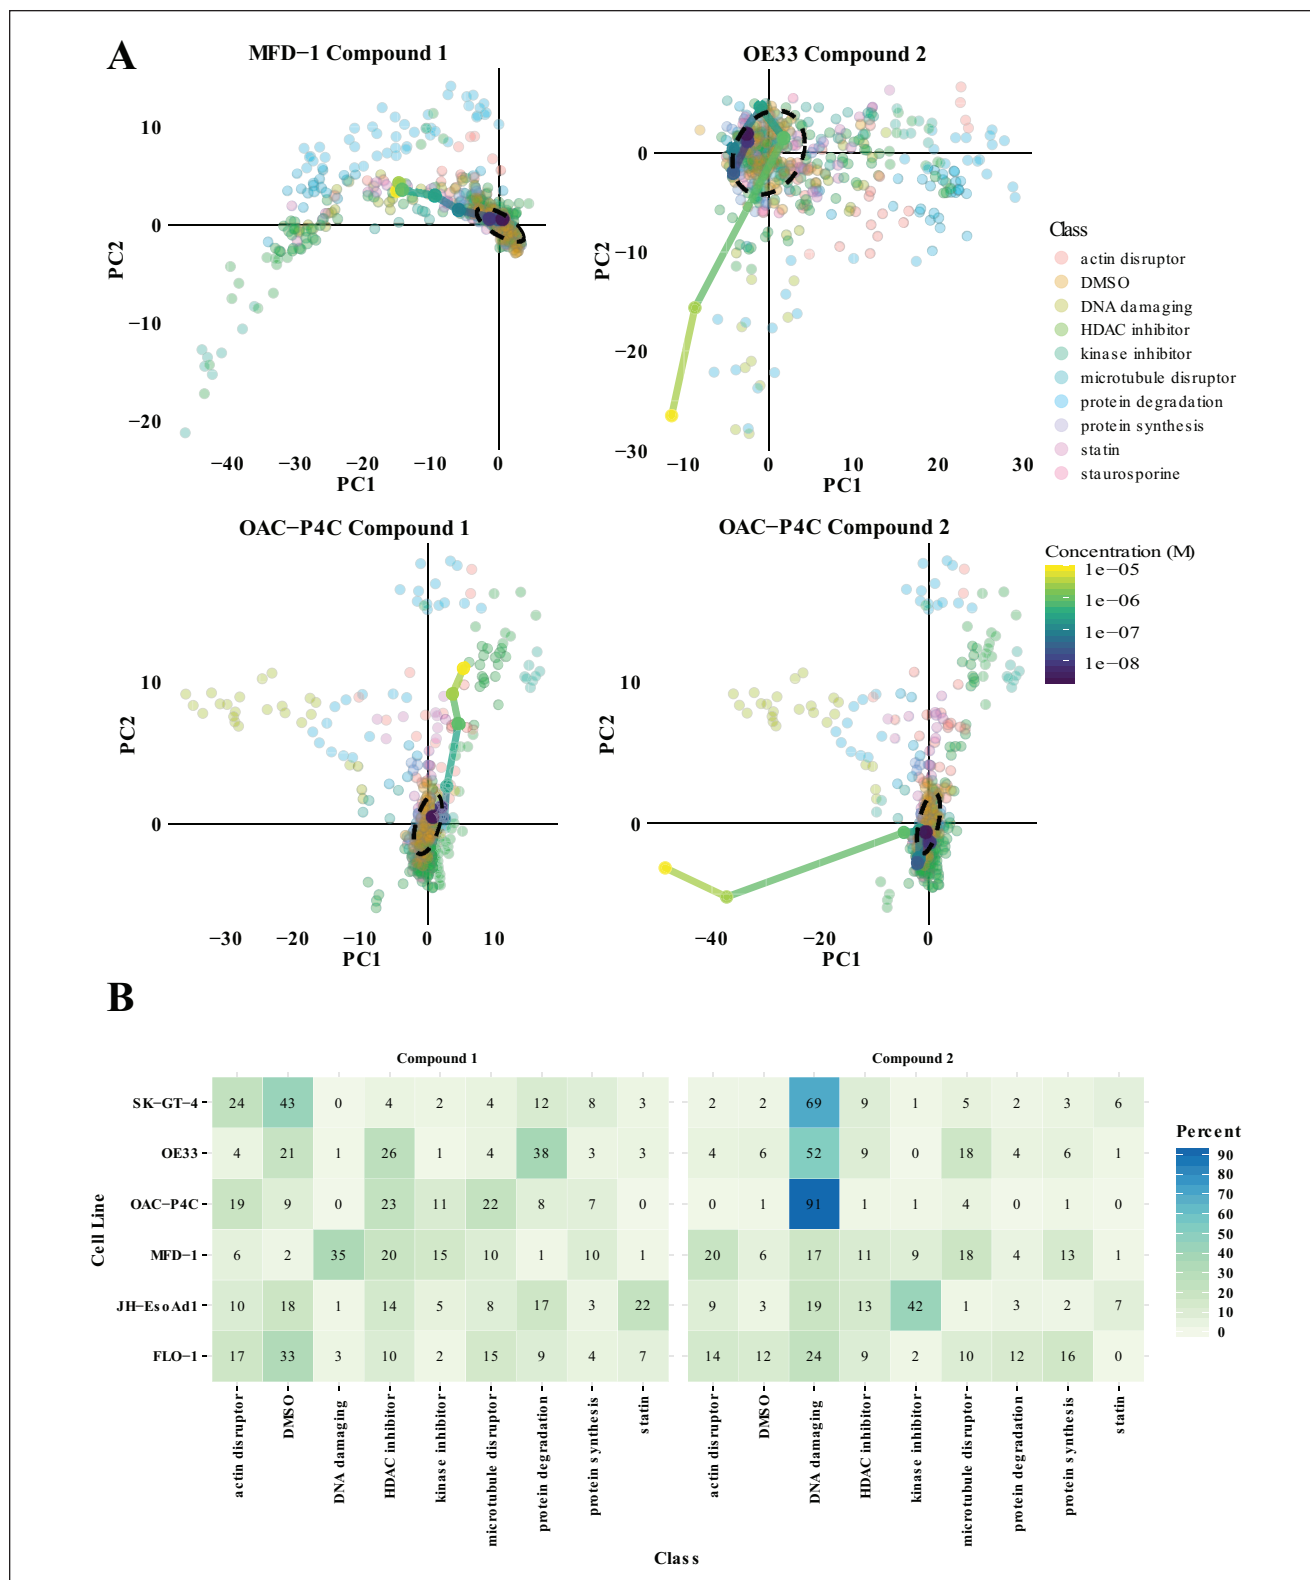 A
MFD−1 Compound 1
OE33 Compound 2
10
0
−10
−20
PC2
−40 −30 −20 −10 0
PC1
0
−10
−20
−30
PC2
−10 0 10 20 30
PC1
Class
actin disruptor
DMSO
DNA damaging
HDAC inhibitor
kinase inhibitor
microtubule disruptor
protein degradation
protein synthesis
statin
staurosporine
OAC−P4C Compound 1
OAC−P4C Compound 2
10
0
PC2
−30 −20 −10 0 10
PC1
10
0
PC2
−40 −20 0
PC1
Concentration (M)
1e−05
1e−06
1e−07
1e−08
B
Compound 1 Compound 2
SK−GT−4 24 43 0 4 2 4 12 8 3 2 2 69 9 1 5 2 3 6
OE33 4 21 1 26 1 4 38 3 3 4 6 52 9 0 18 4 6 1
OAC−P4C 19 9 0 23 11 22 8 7 0 0 1 91 1 1 4 0 1 0
MFD−1 6 2 35 20 15 10 1 10 1 20 6 17 11 9 18 4 13 1
JH−EsoAd1 10 18 1 14 5 8 17 3 22 9 3 19 13 42 1 3 2 7
FLO−1 17 33 3 10 2 15 9 4 7 14 12 24 9 2 10 12 16 0
Cell Line
actin disruptor
DMSO
DNA damaging
HDAC inhibitor
kinase inhibitor
microtubule disruptor
protein degradation
protein synthesis
statin
actin disruptor
DMSO
DNA damaging
HDAC inhibitor
kinase inhibitor
microtubule disruptor
protein degradation
protein synthesis
statin
Class
Percent
90
80
70
60
50
40
30
20
10
0